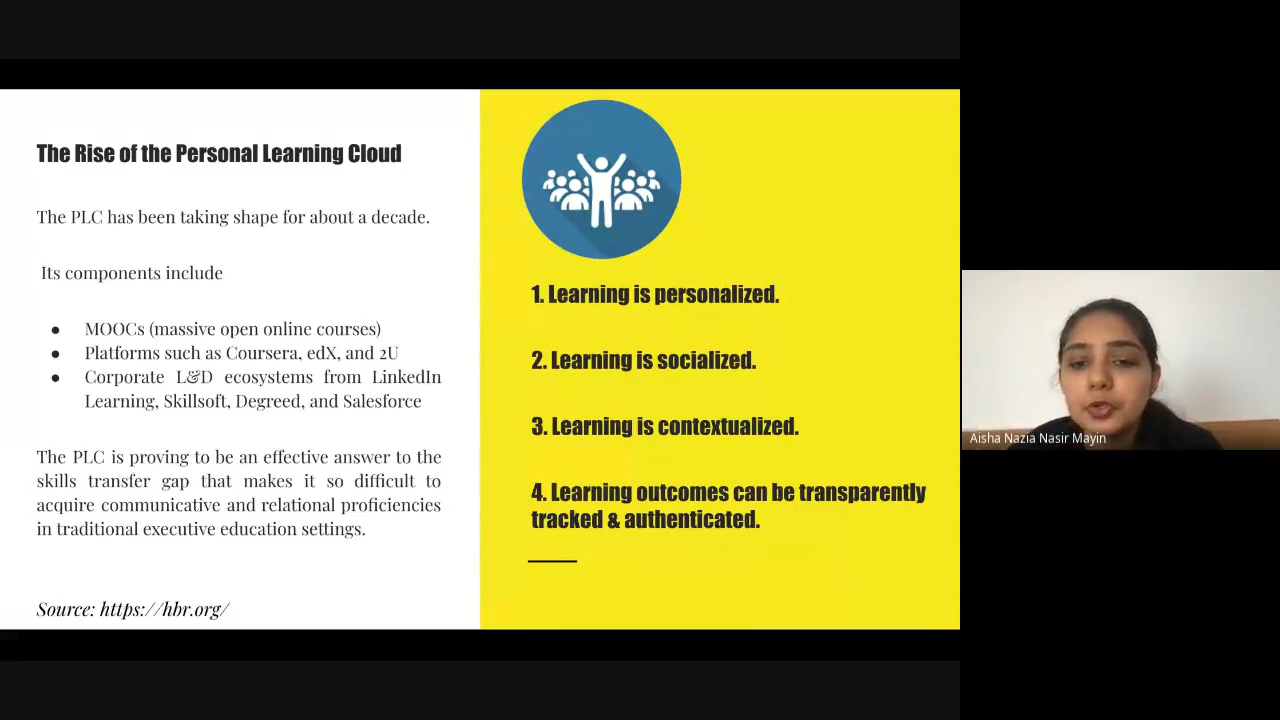 The Rise of the Personal Learning Cloud
The PLC has been taking shape for about a decade.
Its components include
● MOOCs (massive open online courses)
● Platforms such as Coursera, edX, and 2U
● Corporate L&D ecosystems from LinkedIn
Learning, Skillsoft, Degreed, and Salesforce
The PLC is proving to be an effective answer to the
skills transfer gap that makes it so difficult to
acquire communicative and relational proficiencies
in traditional executive education settings.
Source: https://hbr.org/
1. Learning is personalized.
2. Learning is socialized.
3. Learning is contextualized.
4. Learning outcomes can be transparently
tracked & authenticated.
Aisha Nazia Nasir Mayin